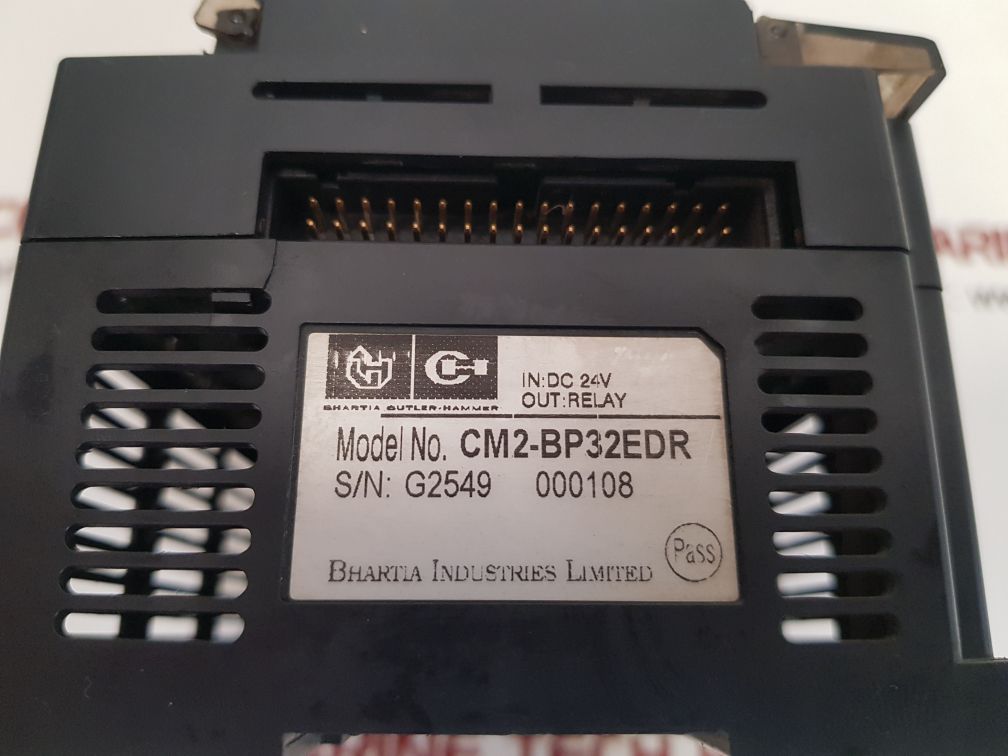 BHARTIA CUTLER-HAMMER
IN:DC 24V
OUT:RELAY
Model No. CM2-BP32EDR
S/N: G2549 000108
Pass
BHARTIA INDUSTRIES LIMITED